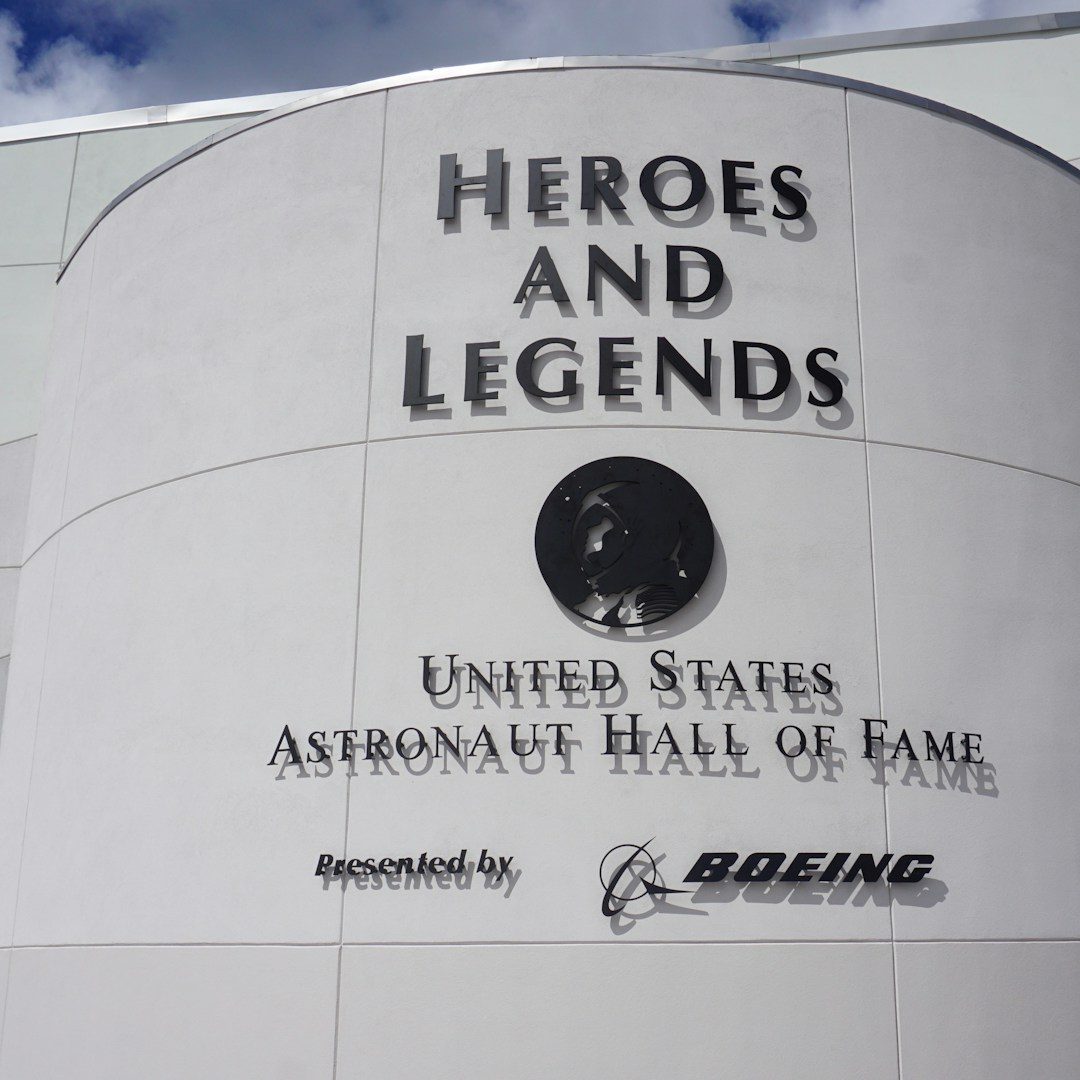 HEROES
AND
LEGENDS
UNITED STATES
ASTRONAUT HALL OF FAME
Presented by BOEING